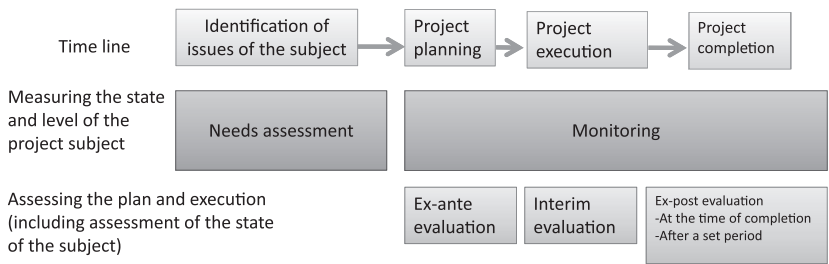 Time line
Identification of
issues of the subject
Project
planning
Project
execution
Project
completion
Measuring the state
and level of the
project subject
Needs assessment
Monitoring
Assessing the plan and execution
(including assessment of the state
of the subject)
Ex-ante
evaluation
Interim
evaluation
Ex-post evaluation
-At the time of completion
-After a set period